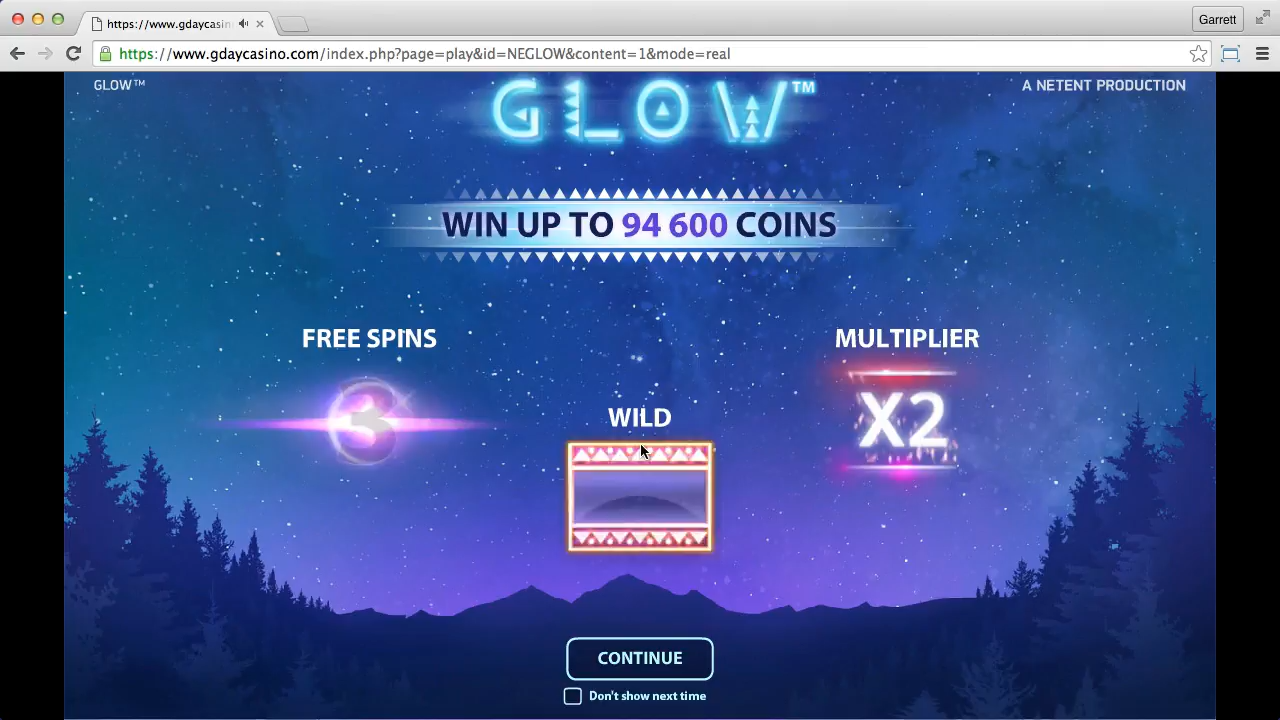 https://www.gdaycasin
Garrett
https://www.gdaycasino.com/index.php?page=play&id=NEGLOW&content=1&mode=real
GLOW™
A NETENT PRODUCTION
GLOW™
WIN UP TO 94 600 COINS
FREE SPINS
MULTIPLIER
3
X2
WILD
CONTINUE
Don't show next time